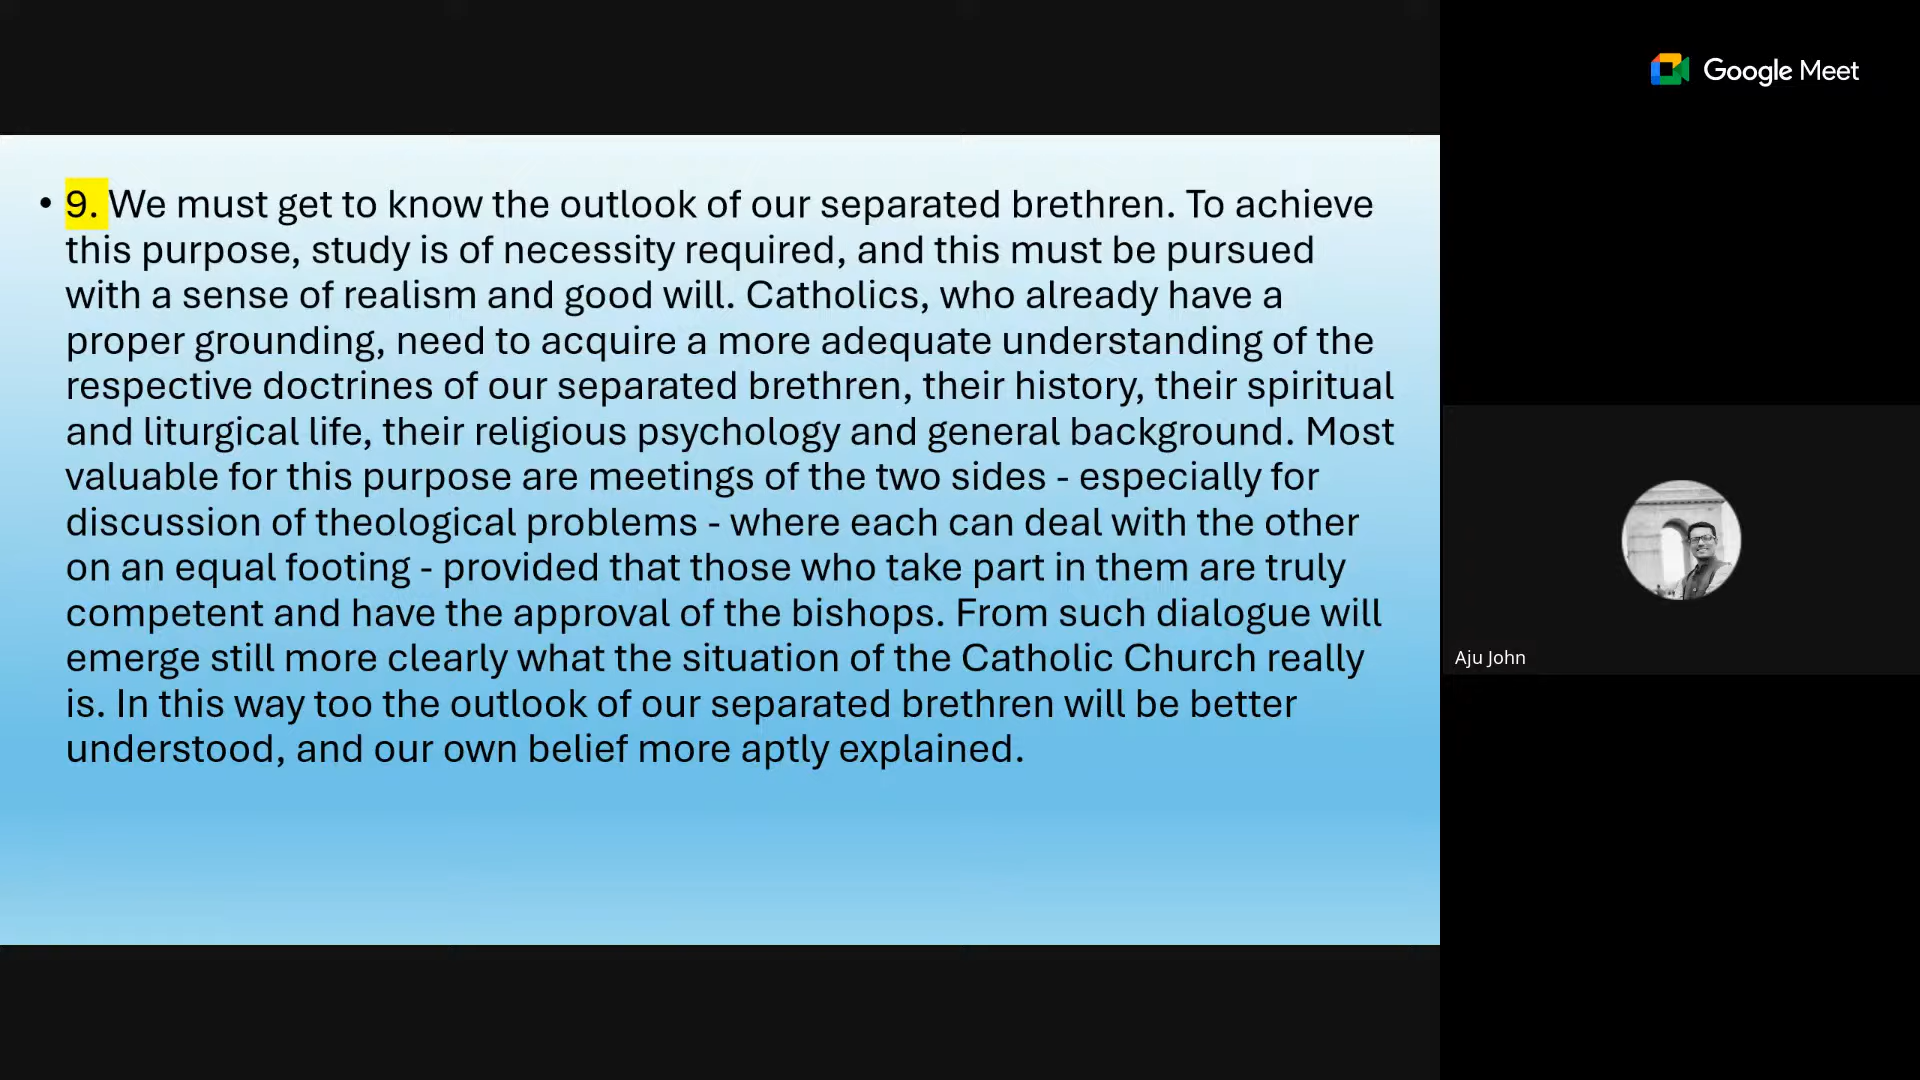 Google Meet
• 9. We must get to know the outlook of our separated brethren. To achieve
this purpose, study is of necessity required, and this must be pursued
with a sense of realism and good will. Catholics, who already have a
proper grounding, need to acquire a more adequate understanding of the
respective doctrines of our separated brethren, their history, their spiritual
and liturgical life, their religious psychology and general background. Most
valuable for this purpose are meetings of the two sides - especially for
discussion of theological problems - where each can deal with the other
on an equal footing - provided that those who take part in them are truly
competent and have the approval of the bishops. From such dialogue will
emerge still more clearly what the situation of the Catholic Church really
is. In this way too the outlook of our separated brethren will be better
understood, and our own belief more aptly explained.
Aju John